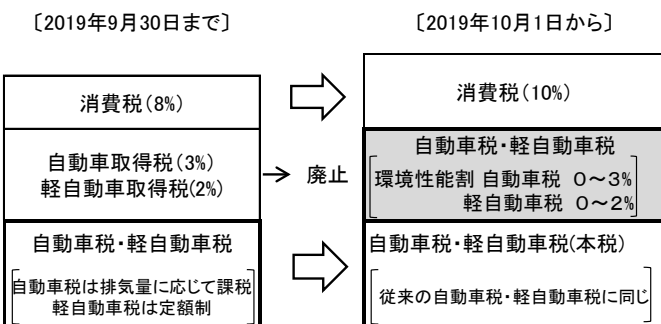 〔2019年9月30日まで〕
〔2019年10月1日から〕
消費税(8%)
消費税(10%)
自動車取得税(3%)
軽自動車取得税(2%)
廃止
自動車税・軽自動車税
環境性能割 自動車税 0～3%
軽自動車税 0～2%
自動車税・軽自動車税
自動車税は排気量に応じて課税
軽自動車税は定額制
自動車税・軽自動車税(本税)
従来の自動車税・軽自動車税に同じ